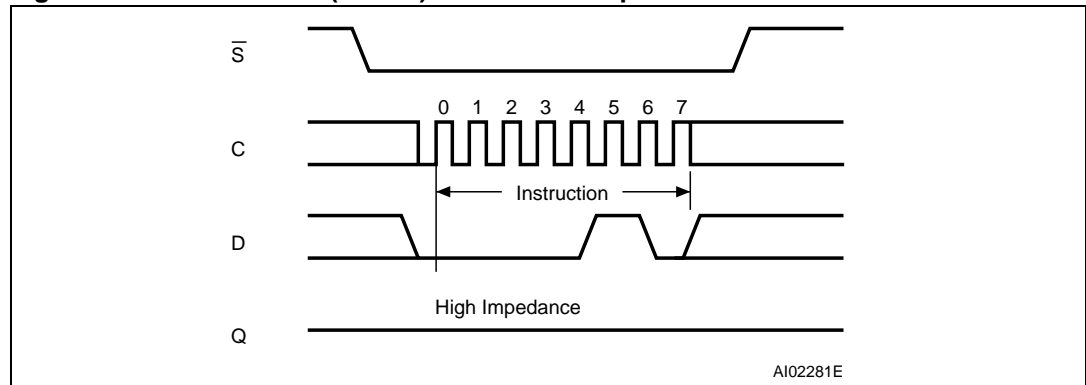 S̅
0 1 2 3 4 5 6 7
C
Instruction
D
High Impedance
Q
AI02281E